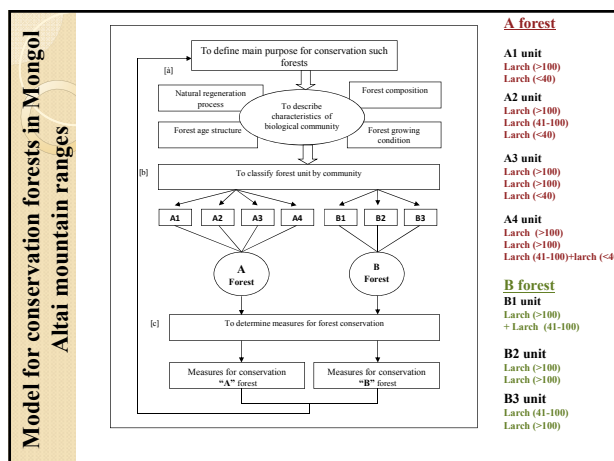 Model for conservation forests in Mongol
Altai mountain ranges
To define main purpose for conservation such
forests
[a]
Natural regeneration
process
Forest composition
To describe
characteristics of
biological community
Forest age structure
Forest growing
condition
[b]
To classify forest unit by community
A1 A2 A3 A4 B1 B2 B3
A
Forest
B
Forest
[c]
To determine measures for forest conservation
Measures for conservation
“A” forest
Measures for conservation
“B” forest
A forest
A1 unit
Larch (>100)
Larch (<40)
A2 unit
Larch (>100)
Larch (41-100)
Larch (<40)
A3 unit
Larch (>100)
Larch (>100)
Larch (<40)
A4 unit
Larch (>100)
Larch (>100)
Larch (41-100)+larch (<4
B forest
B1 unit
Larch (>100)
+ Larch (41-100)
B2 unit
Larch (>100)
Larch (>100)
B3 unit
Larch (41-100)
Larch (>100)